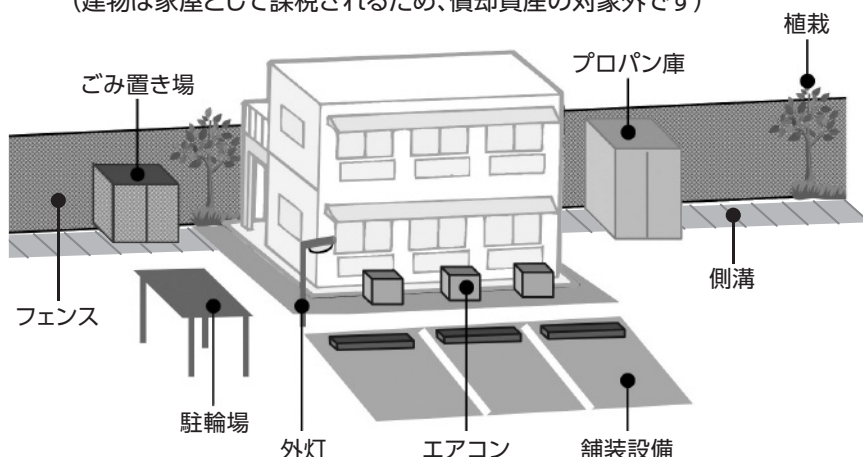 (建物は家屋として課税されるため、償却資産の対象外です)
植栽
プロパン庫
ごみ置き場
側溝
フェンス
駐輪場
外灯
エアコン
舗装設備